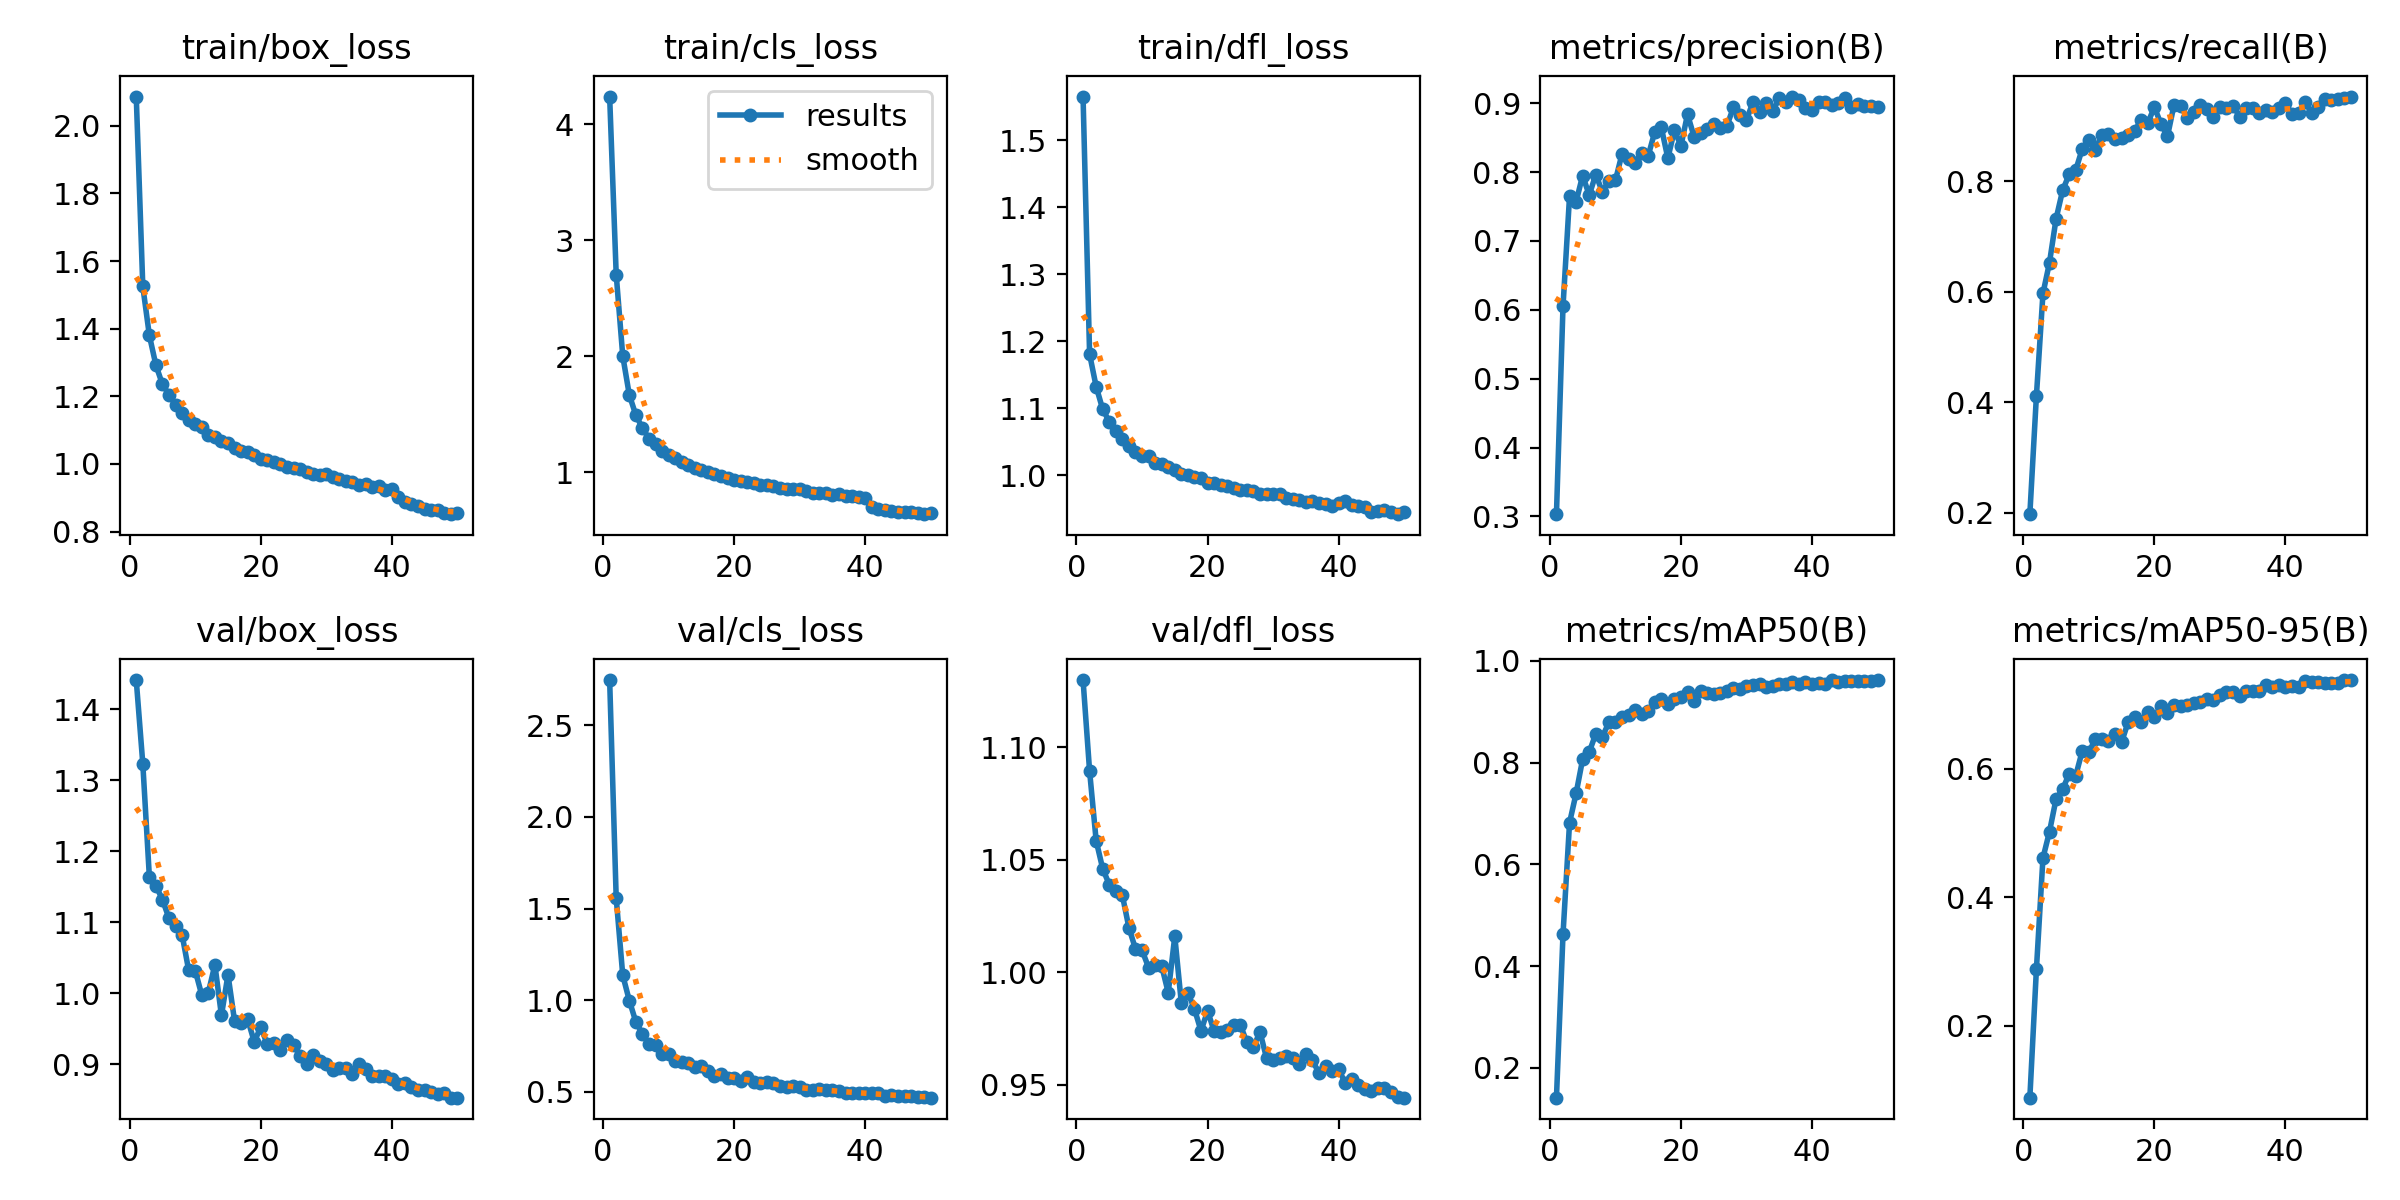 train/box_loss
2.0
1.8
1.6
1.4
1.2
1.0
0.8
0 20 40
train/cls_loss
results
smooth
4
3
2
1
0 20 40
train/dfl_loss
1.5
1.4
1.3
1.2
1.1
1.0
0 20 40
metrics/precision(B)
0.9
0.8
0.7
0.6
0.5
0.4
0.3
0 20 40
metrics/recall(B)
0.8
0.6
0.4
0.2
0 20 40
val/box_loss
1.4
1.3
1.2
1.1
1.0
0.9
0 20 40
val/cls_loss
2.5
2.0
1.5
1.0
0.5
0 20 40
val/dfl_loss
1.10
1.05
1.00
0.95
0 20 40
metrics/mAP50(B)
1.0
0.8
0.6
0.4
0.2
0 20 40
metrics/mAP50-95(B)
0.6
0.4
0.2
0 20 40